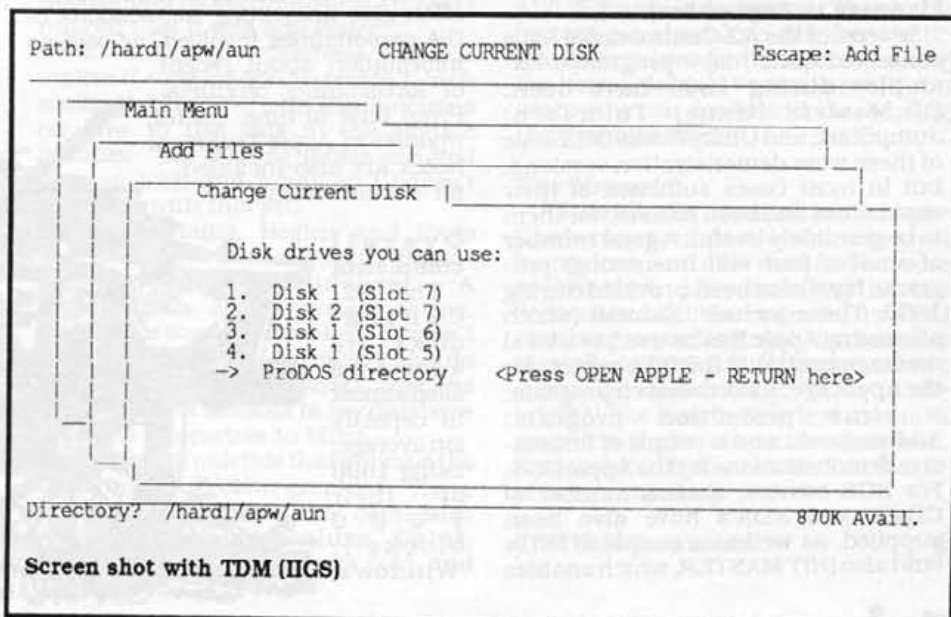 Path: /hard1/apw/aun CHANGE CURRENT DISK Escape: Add File
Main Menu
Add Files
Change Current Disk
Disk drives you can use:
1. Disk 1 (Slot 7)
2. Disk 2 (Slot 7)
3. Disk 1 (Slot 6)
4. Disk 1 (Slot 5)
-> ProDOS directory <Press OPEN APPLE - RETURN here>
Directory? /hard1/apw/aun 870K Avail.
Screen shot with TDM (IIGS)